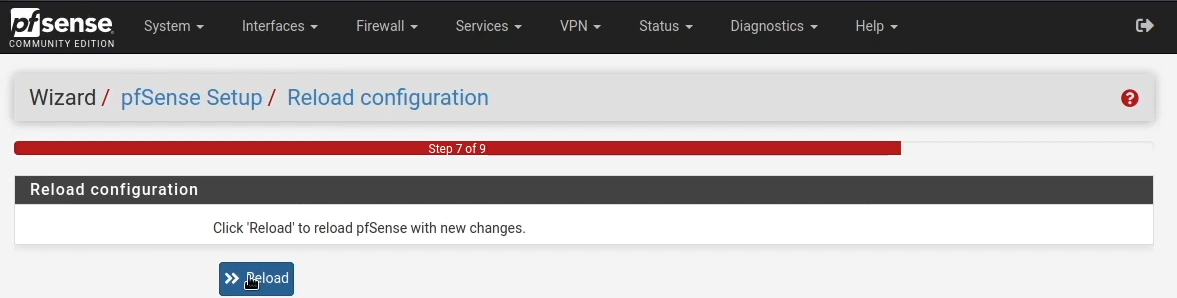 pfsense
COMMUNITY EDITION
System Interfaces Firewall Services VPN Status Diagnostics Help
Wizard / pfSense Setup / Reload configuration
Step 7 of 9
Reload configuration
Click 'Reload' to reload pfSense with new changes.
Reload